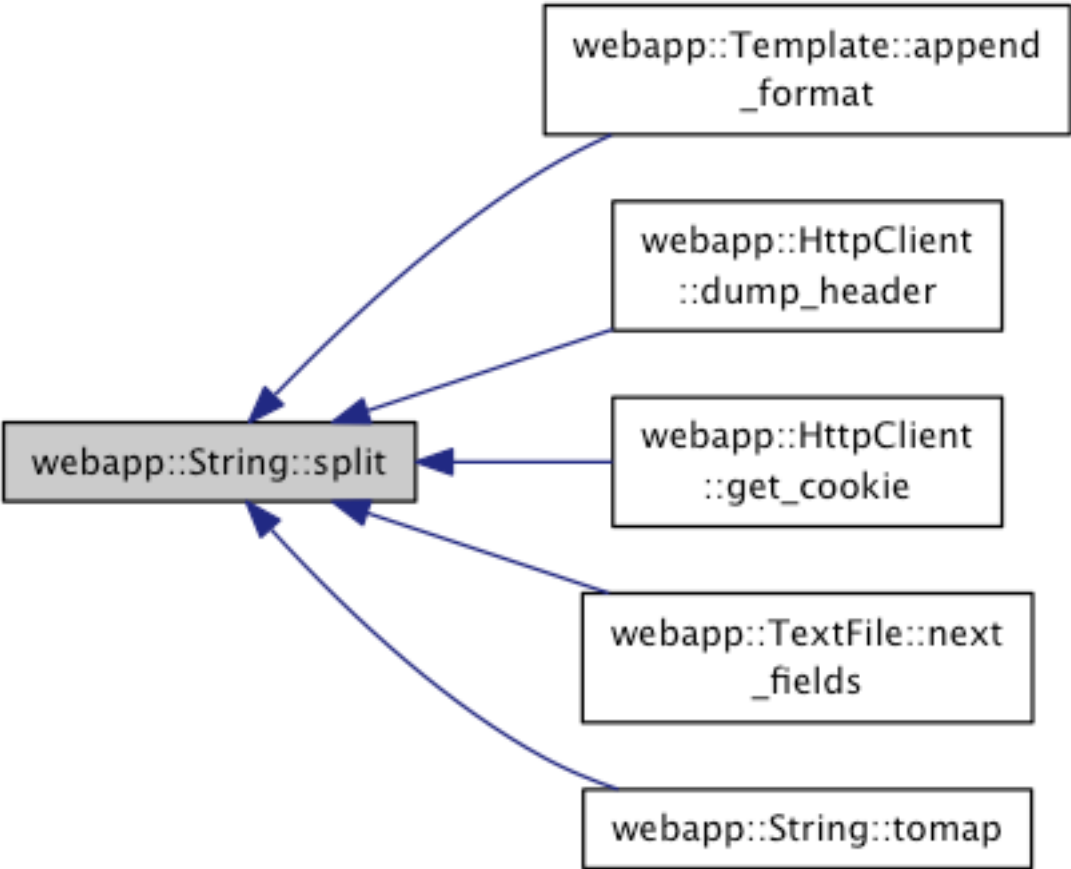 webapp::Template::append
_format
webapp::HttpClient
::dump_header
webapp::String::split
webapp::HttpClient
::get_cookie
webapp::TextFile::next
_fields
webapp::String::tomap